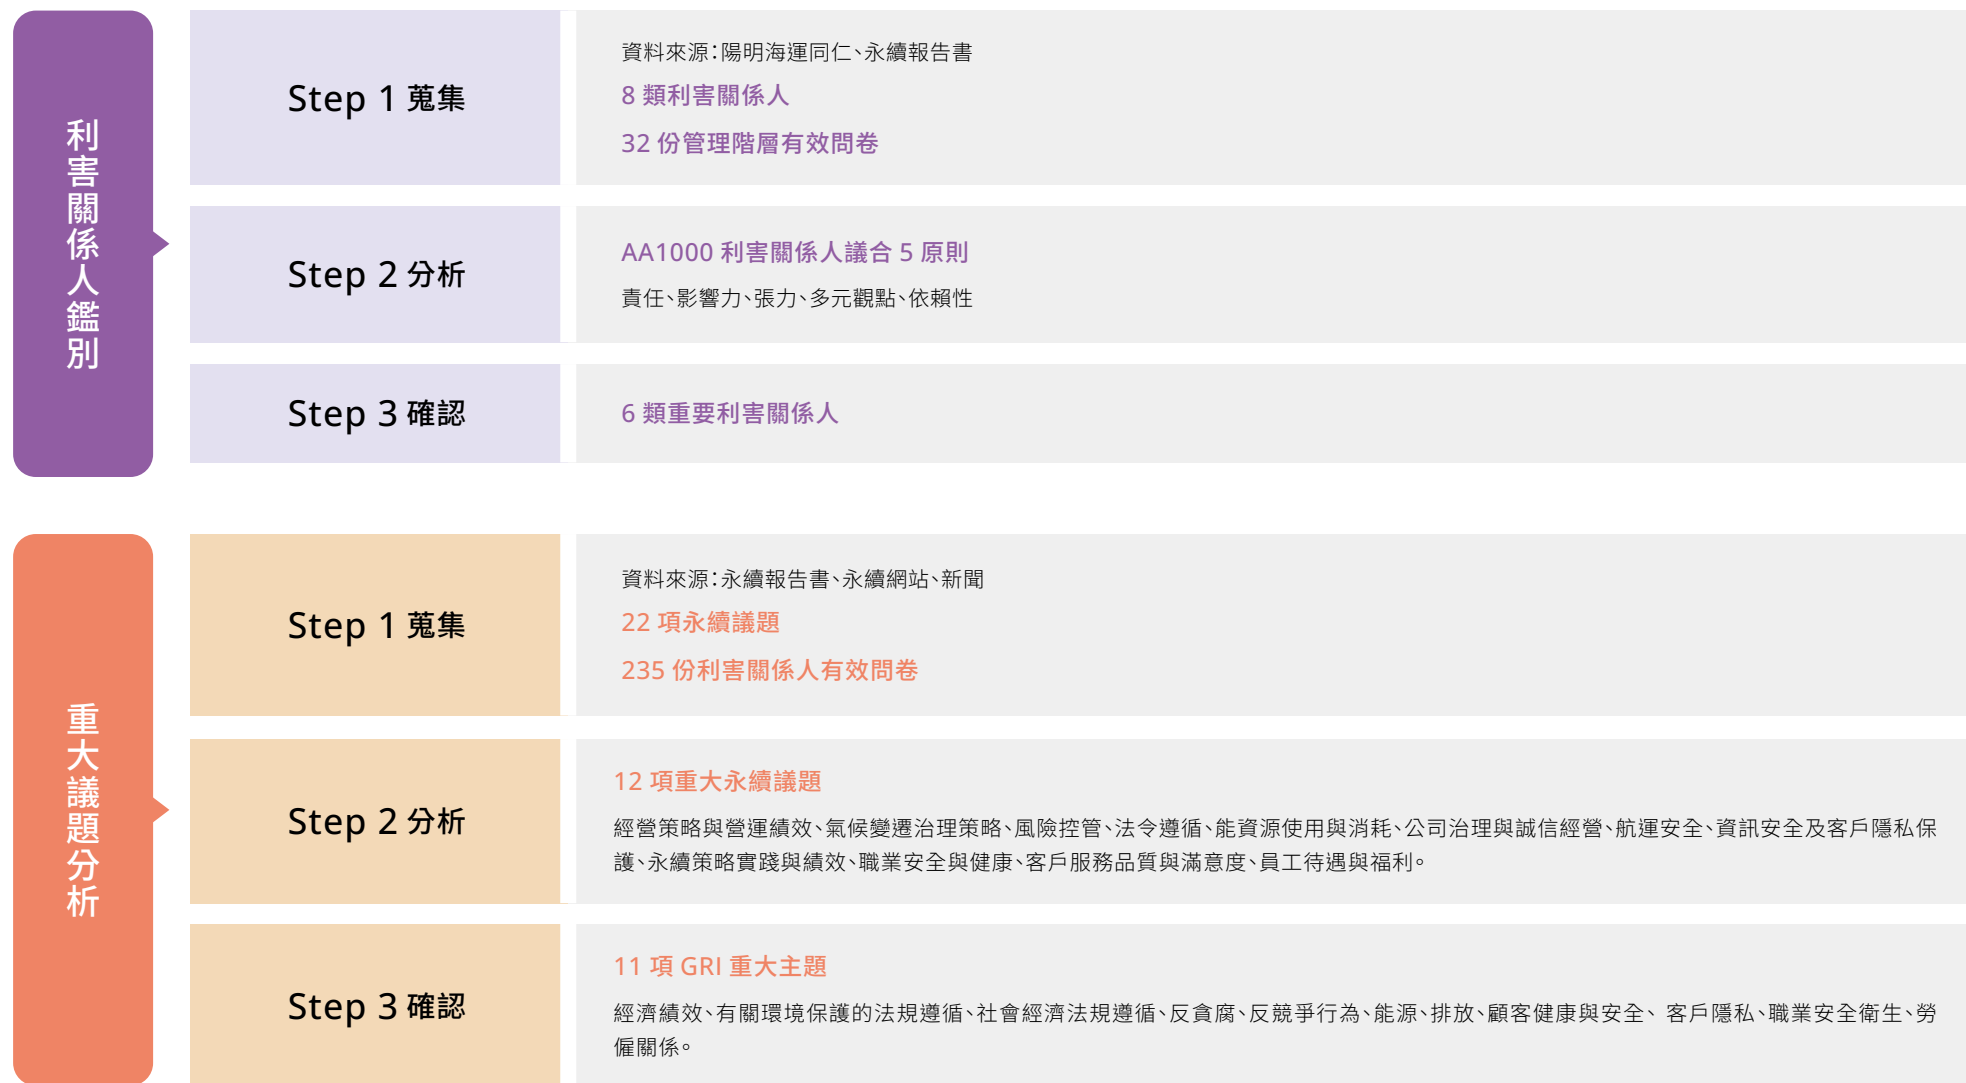 利害關係人鑑別
Step 1 蒐集
資料來源：陽明海運同仁、永續報告書
8 類利害關係人
32 份管理階層有效問卷
Step 2 分析
AA1000 利害關係人議合 5 原則
責任、影響力、張力、多元觀點、依賴性
Step 3 確認
6 類重要利害關係人
重大議題分析
Step 1 蒐集
資料來源：永續報告書、永續網站、新聞
22 項永續議題
235 份利害關係人有效問卷
Step 2 分析
12 項重大永續議題
經營策略與營運績效、氣候變遷治理策略、風險控管、法令遵循、能資源使用與消耗、公司治理與誠信經營、航運安全、資訊安全及客戶隱私保
護、永續策略實踐與績效、職業安全與健康、客戶服務品質與滿意度、員工待遇與福利。
Step 3 確認
11 項 GRI 重大主題
經濟績效、有關環境保護的法規遵循、社會經濟法規遵循、反貪腐、反競爭行為、能源、排放、顧客健康與安全、 客戶隱私、職業安全衛生、勞
僱關係。